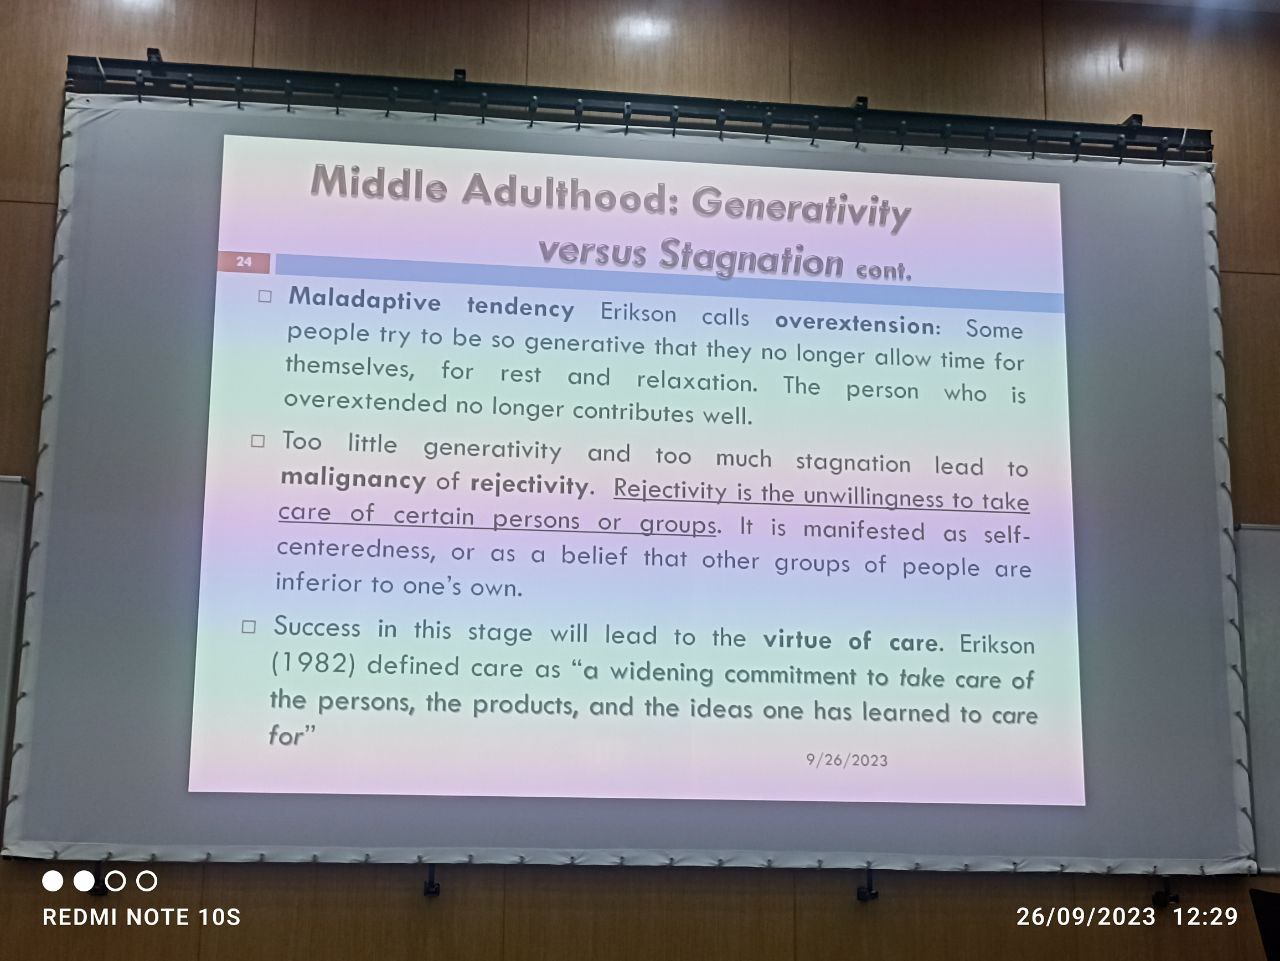 Middle Adulthood: Generativity
versus Stagnation cont.
24
Maladaptive tendency Erikson calls overextension: Some
people try to be so generative that they no longer allow time for
themselves, for rest and relaxation. The person who is
overextended no longer contributes well.
Too little generativity and too much stagnation lead to
malignancy of rejectivity. Rejectivity is the unwillingness to take
care of certain persons or groups. It is manifested as self-
centeredness, or as a belief that other groups of people are
inferior to one's own.
Success in this stage will lead to the virtue of care. Erikson
(1982) defined care as “a widening commitment to take care of
the persons, the products, and the ideas one has learned to care
for”
9/26/2023
REDMI NOTE 10S
26/09/2023 12:29